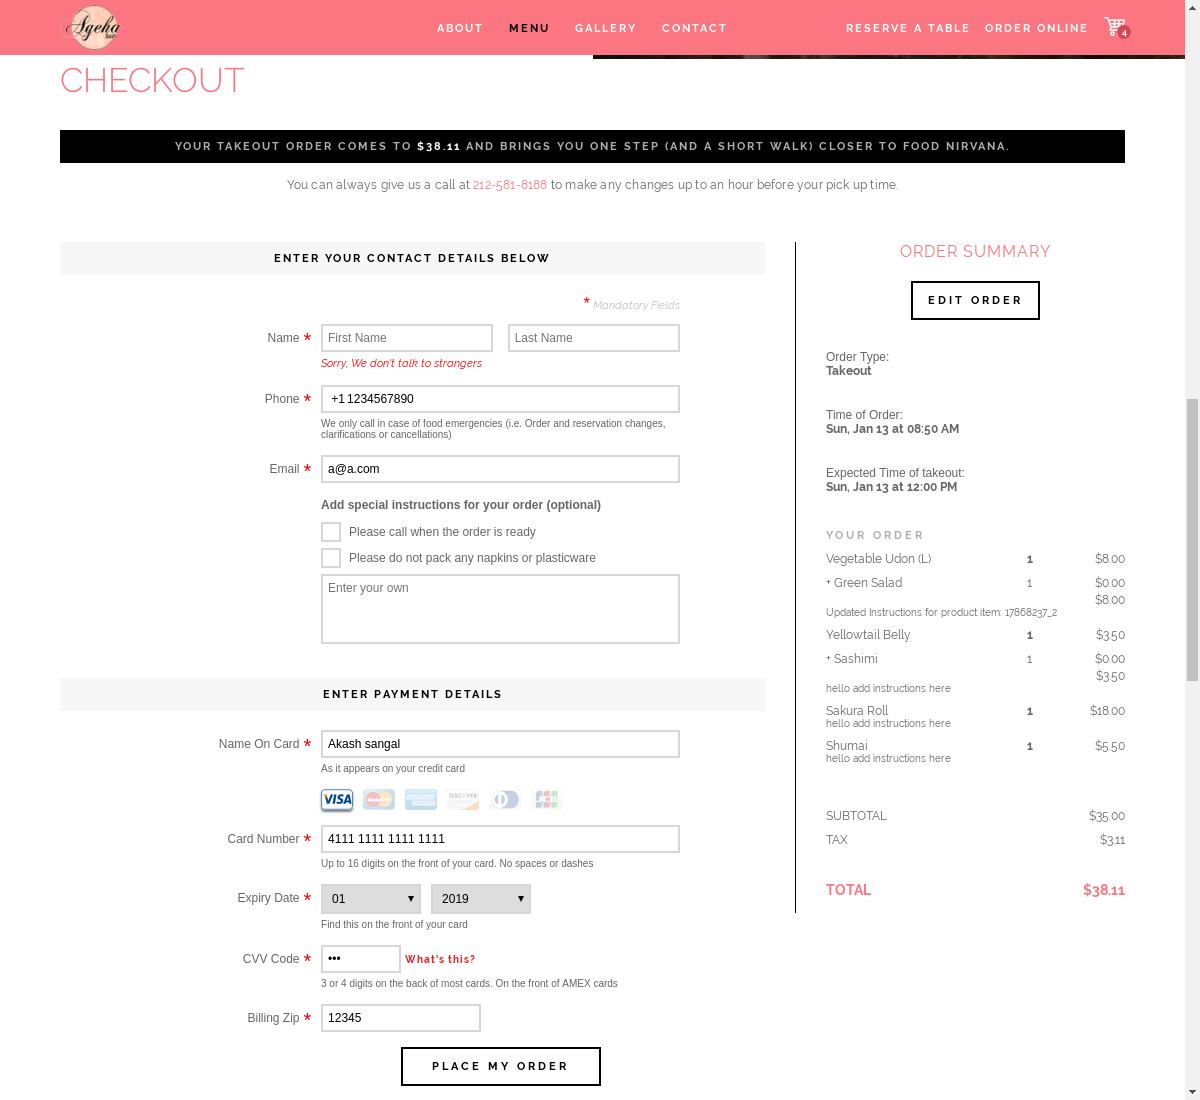 Ageha
Sushi
ABOUT MENU GALLERY CONTACT RESERVE A TABLE ORDER ONLINE 4
CHECKOUT
YOUR TAKEOUT ORDER COMES TO $38.11 AND BRINGS YOU ONE STEP (AND A SHORT WALK) CLOSER TO FOOD NIRVANA.
You can always give us a call at 212-581-8188 to make any changes up to an hour before your pick up time.
ENTER YOUR CONTACT DETAILS BELOW
* Mandatory Fields
Name * First Name Last Name
Sorry, We don't talk to strangers
Phone * +1 1234567890
We only call in case of food emergencies (i.e. Order and reservation changes,
clarifications or cancellations)
Email * a@a.com
Add special instructions for your order (optional)
Please call when the order is ready
Please do not pack any napkins or plasticware
Enter your own
ENTER PAYMENT DETAILS
Name On Card * Akash sangal
As it appears on your credit card
VISA MasterCard DISCOVER JCB
Card Number * 4111 1111 1111 1111
Up to 16 digits on the front of your card. No spaces or dashes
Expiry Date * 01 2019
Find this on the front of your card
CVV Code * ••• What's this?
3 or 4 digits on the back of most cards. On the front of AMEX cards
Billing Zip * 12345
PLACE MY ORDER
ORDER SUMMARY
EDIT ORDER
Order Type:
Takeout
Time of Order:
Sun, Jan 13 at 08:50 AM
Expected Time of takeout:
Sun, Jan 13 at 12:00 PM
YOUR ORDER
Vegetable Udon (L) 1 $8.00
+ Green Salad 1 $0.00
$8.00
Updated Instructions for product item: 17868237_2
Yellowtail Belly 1 $3.50
+ Sashimi 1 $0.00
$3.50
hello add instructions here
Sakura Roll 1 $18.00
hello add instructions here
Shumai 1 $5.50
hello add instructions here
SUBTOTAL $35.00
TAX $3.11
TOTAL $38.11